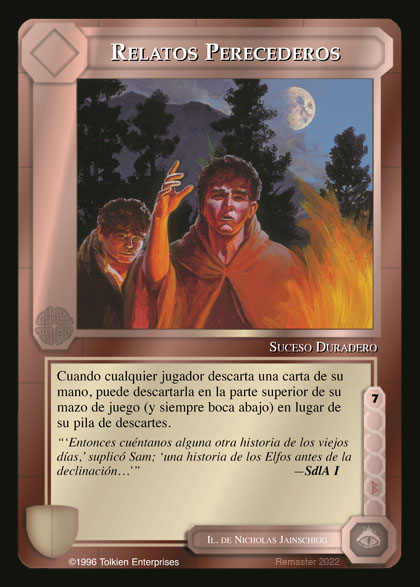 RELATOS PERECEDEROS
SUCESO DURADERO
Cuando cualquier jugador descarta una carta de su
mano, puede descartarla en la parte superior de su
mazo de juego (y siempre boca abajo) en lugar de
su pila de descartes.
“‘Entonces cuéntanos alguna otra historia de los viejos
días,’ suplicó Sam; ‘una historia de los Elfos antes de la
declinación…’” –SdlA I
7
IL. DE NICHOLAS JAINSCHIGG
©1996 Tolkien Enterprises
Remaster 2022